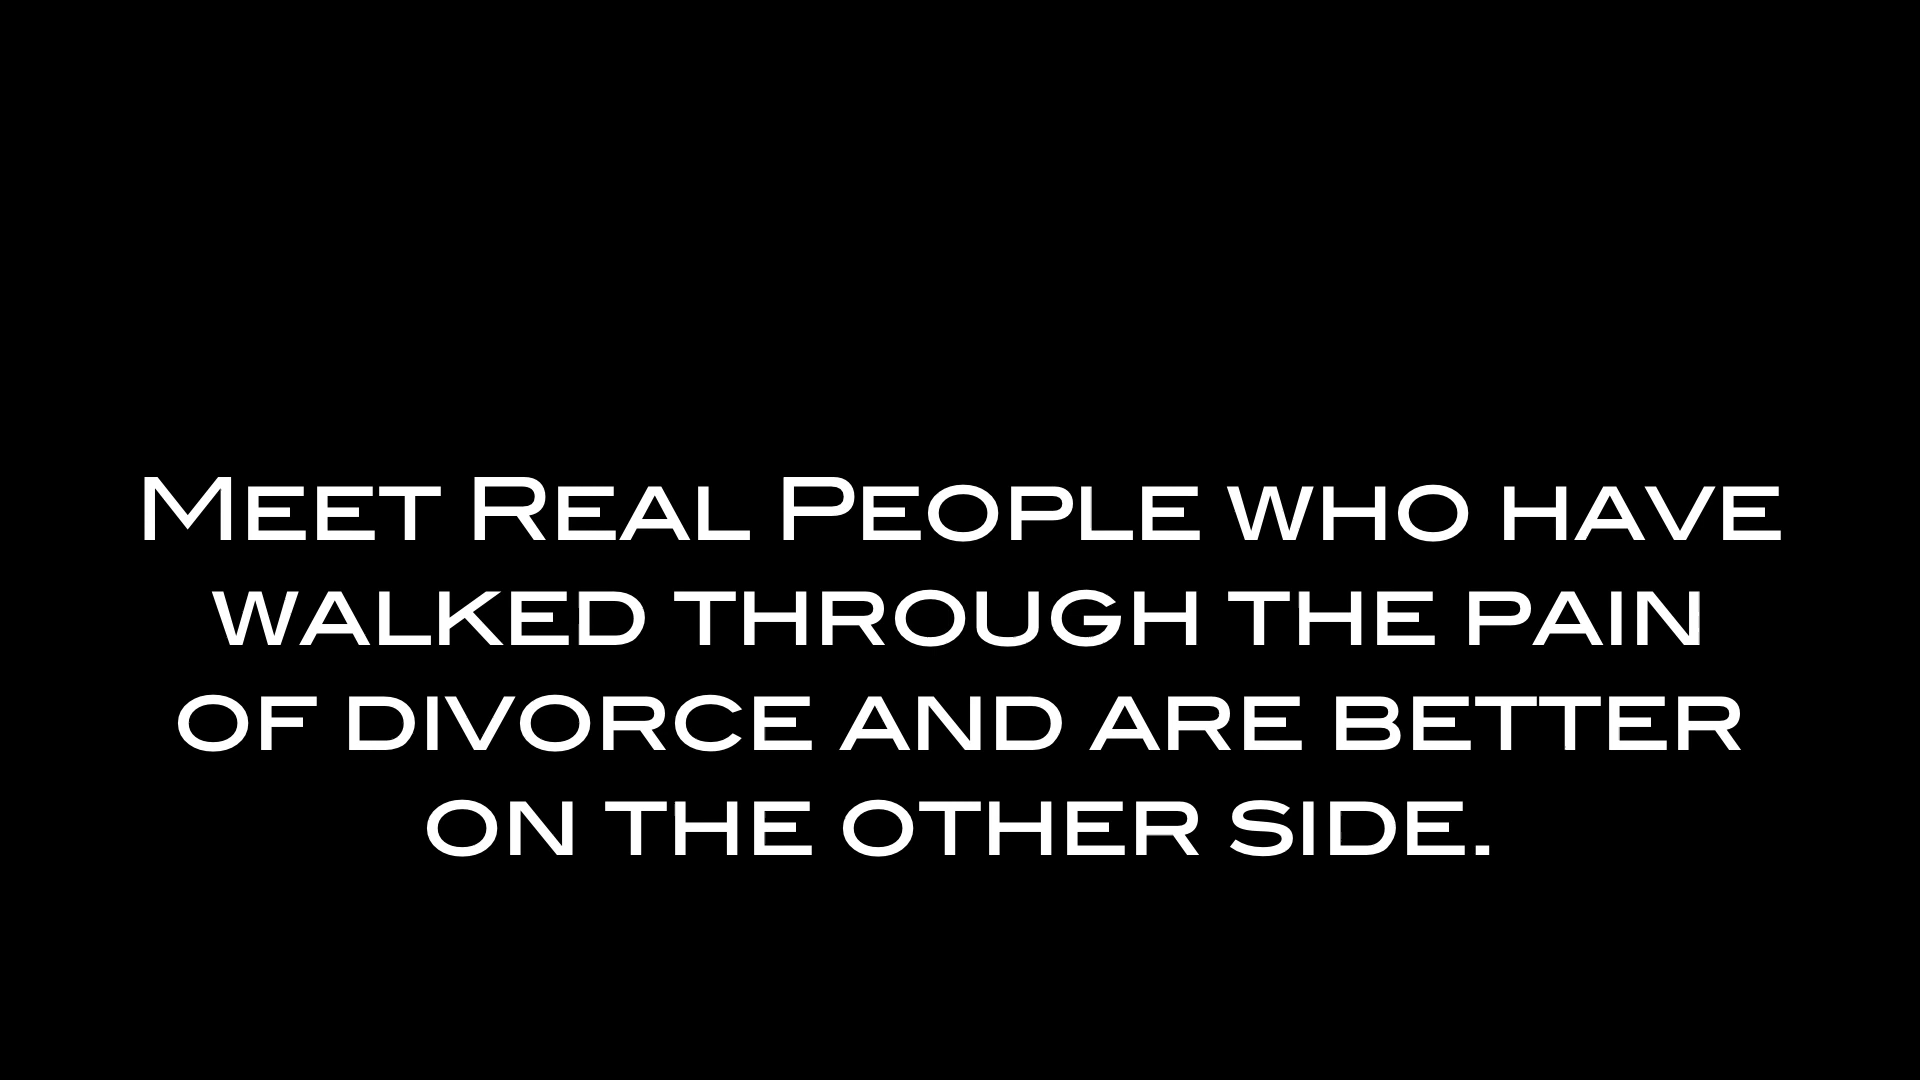 Meet Real People who have
walked through the pain
of divorce and are better
on the other side.